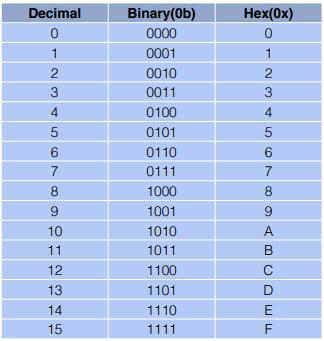 Decimal Binary(0b) Hex(0x)
0 0000 0
1 0001 1
2 0010 2
3 0011 3
4 0100 4
5 0101 5
6 0110 6
7 0111 7
8 1000 8
9 1001 9
10 1010 A
11 1011 B
12 1100 C
13 1101 D
14 1110 E
15 1111 F